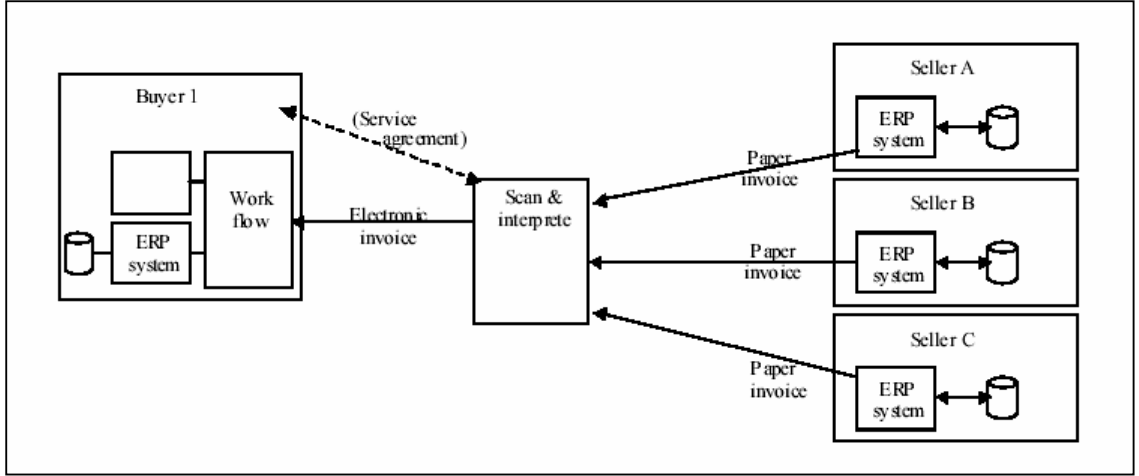 Buyer 1
Work
flow
ERP
system
(Service
agreement)
Electronic
invoice
Scan &
interprete
Paper
invoice
Paper
invoice
Paper
invoice
Seller A
ERP
system
Seller B
ERP
system
Seller C
ERP
system